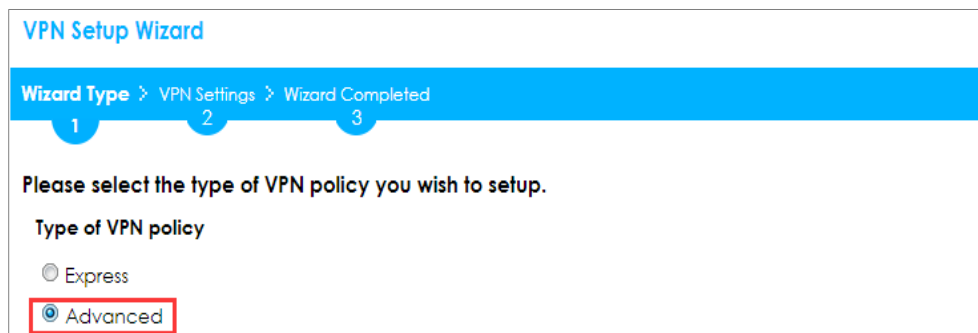 VPN Setup Wizard
Wizard Type > VPN Settings > Wizard Completed
1 2 3
Please select the type of VPN policy you wish to setup.
Type of VPN policy
Express
Advanced